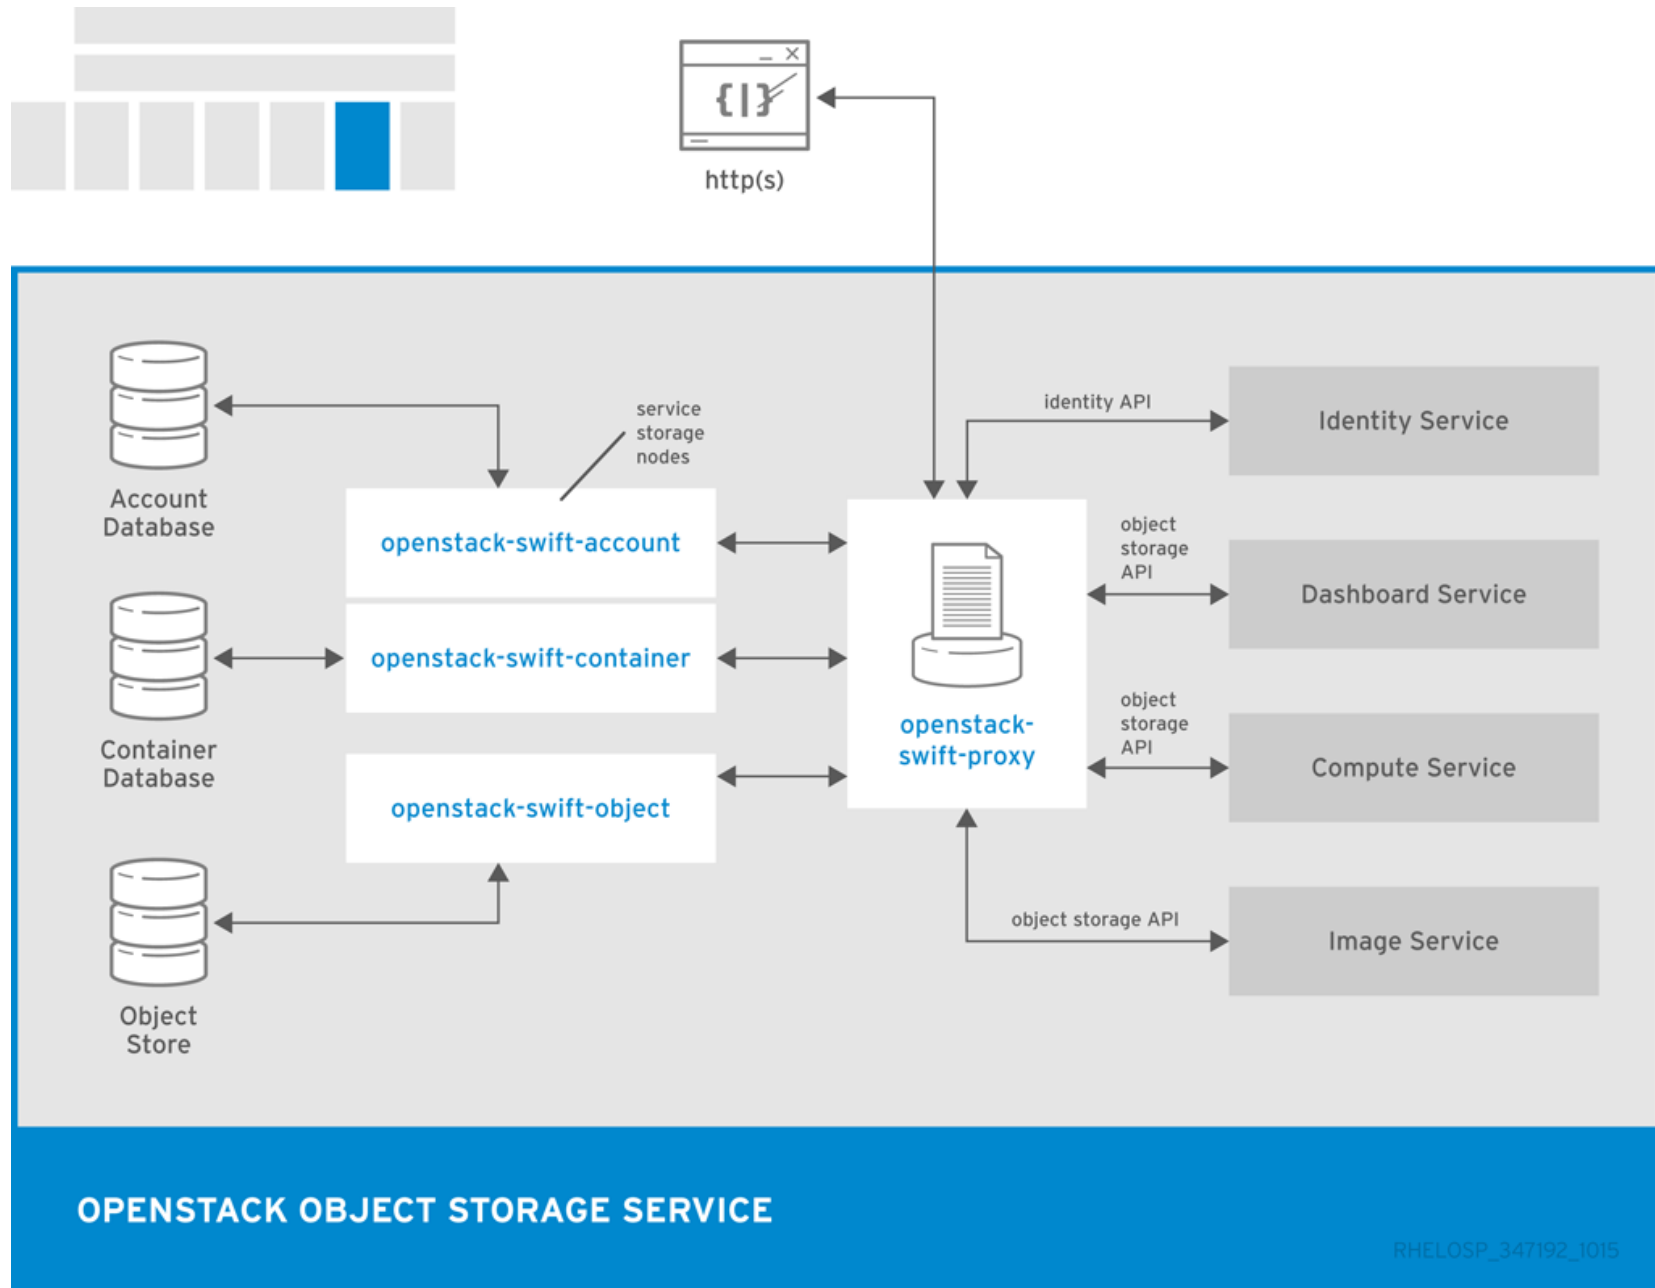 {|}
http(s)
service
storage
nodes
identity API
Identity Service
Account
Database
openstack-swift-account
object
storage
API
Dashboard Service
openstack-swift-container
Container
Database
openstack-
swift-proxy
object
storage
API
Compute Service
openstack-swift-object
object storage API
Image Service
Object
Store
OPENSTACK OBJECT STORAGE SERVICE
RHELOSP_347192_1015